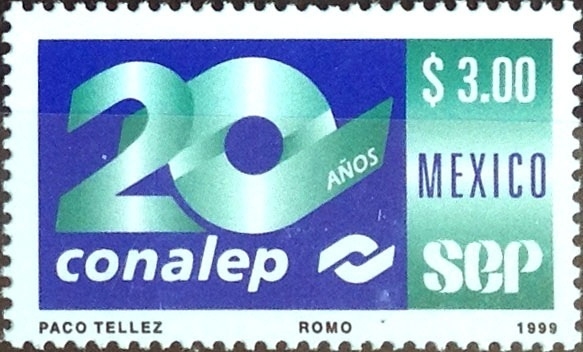 20
AÑOS
conalep
$ 3.00
MEXICO
SEP
PACO TELLEZ ROMO 1999